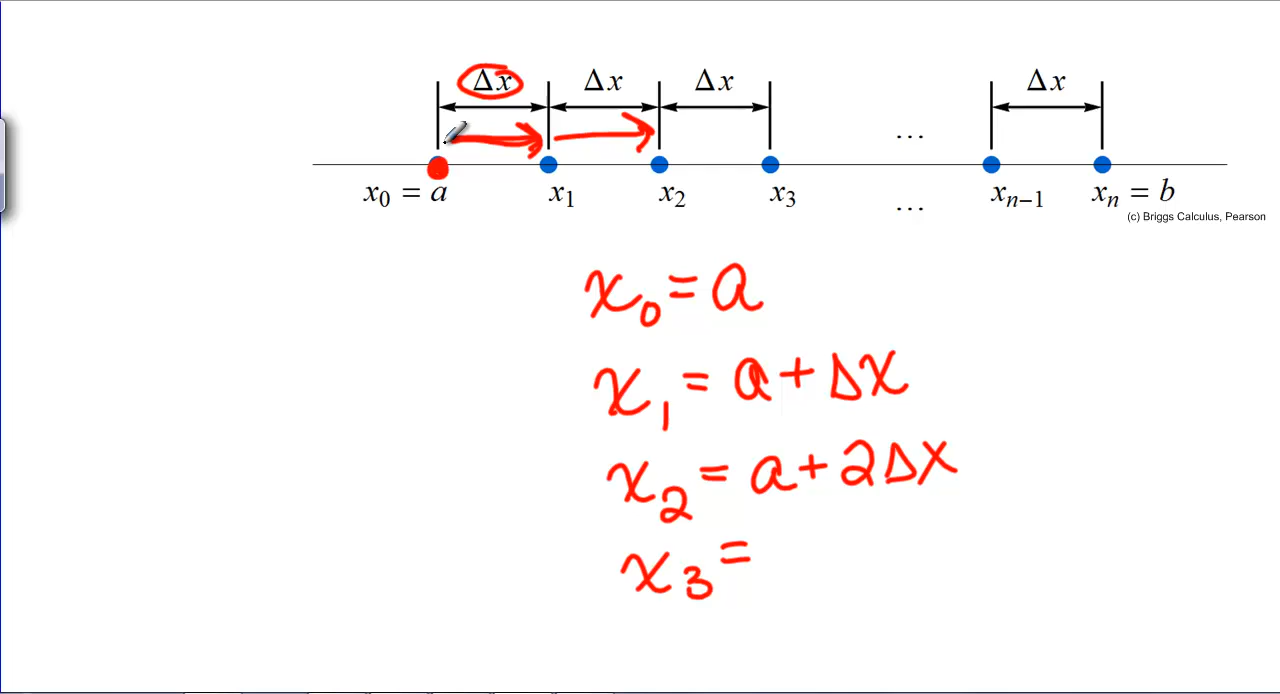 Δx Δx Δx Δx
... 
x₀ = a x₁ x₂ x₃ ... xₙ₋₁ xₙ = b
(c) Briggs Calculus, Pearson
x₀ = a
x₁ = a + Δx
x₂ = a + 2Δx
x₃ =